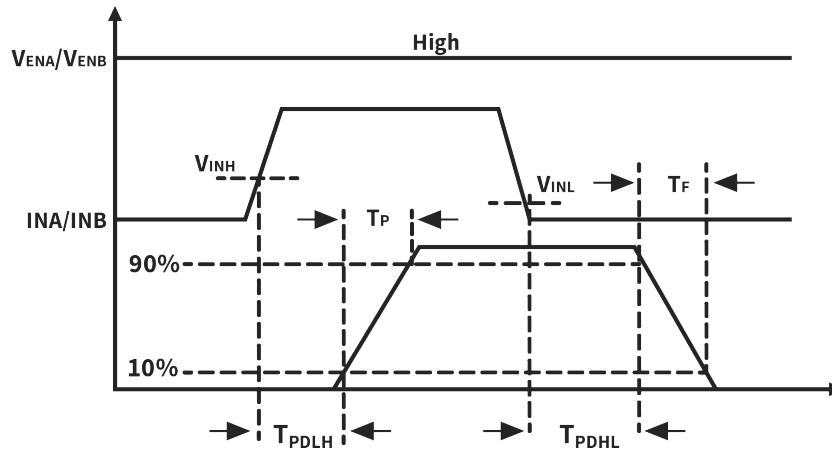 High
VENA/VENB
VINH
VINL
TF
INA/INB
TP
90%
10%
TPDLH
TPDHL